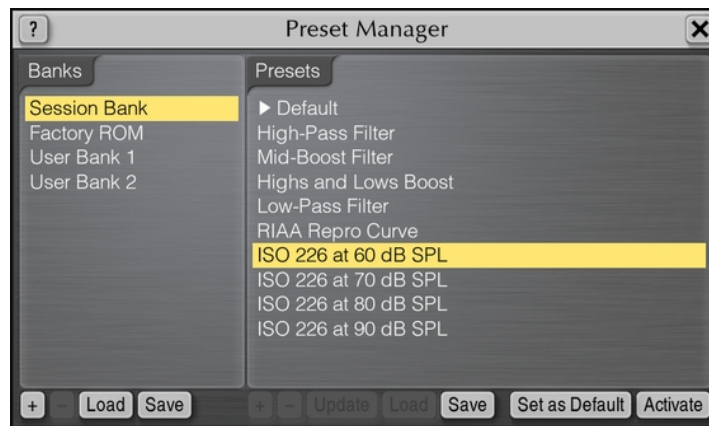 ?
Preset Manager
×
Banks
Session Bank
Factory ROM
User Bank 1
User Bank 2
+ - Load Save
Presets
▶ Default
High-Pass Filter
Mid-Boost Filter
Highs and Lows Boost
Low-Pass Filter
RIAA Repro Curve
ISO 226 at 60 dB SPL
ISO 226 at 70 dB SPL
ISO 226 at 80 dB SPL
ISO 226 at 90 dB SPL
+ - Update Load Save Set as Default Activate